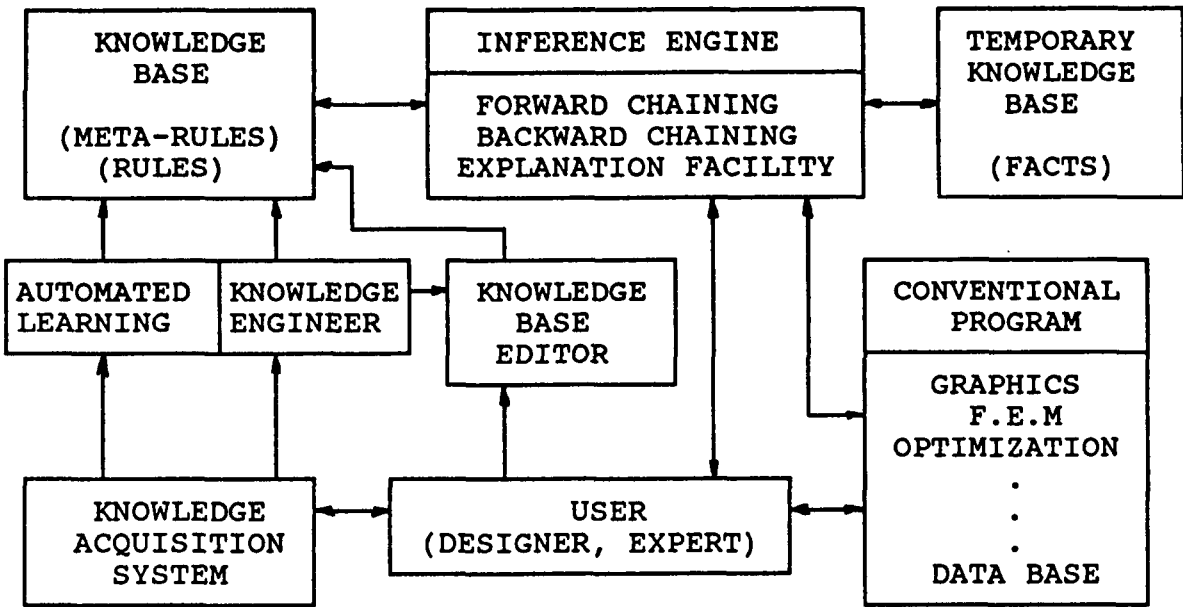 KNOWLEDGE
BASE
(META-RULES)
(RULES)
INFERENCE ENGINE
FORWARD CHAINING
BACKWARD CHAINING
EXPLANATION FACILITY
TEMPORARY
KNOWLEDGE
BASE
(FACTS)
AUTOMATED
LEARNING
KNOWLEDGE
ENGINEER
KNOWLEDGE
BASE
EDITOR
CONVENTIONAL
PROGRAM
GRAPHICS
F.E.M
OPTIMIZATION
.
.
.
DATA BASE
KNOWLEDGE
ACQUISITION
SYSTEM
USER
(DESIGNER, EXPERT)